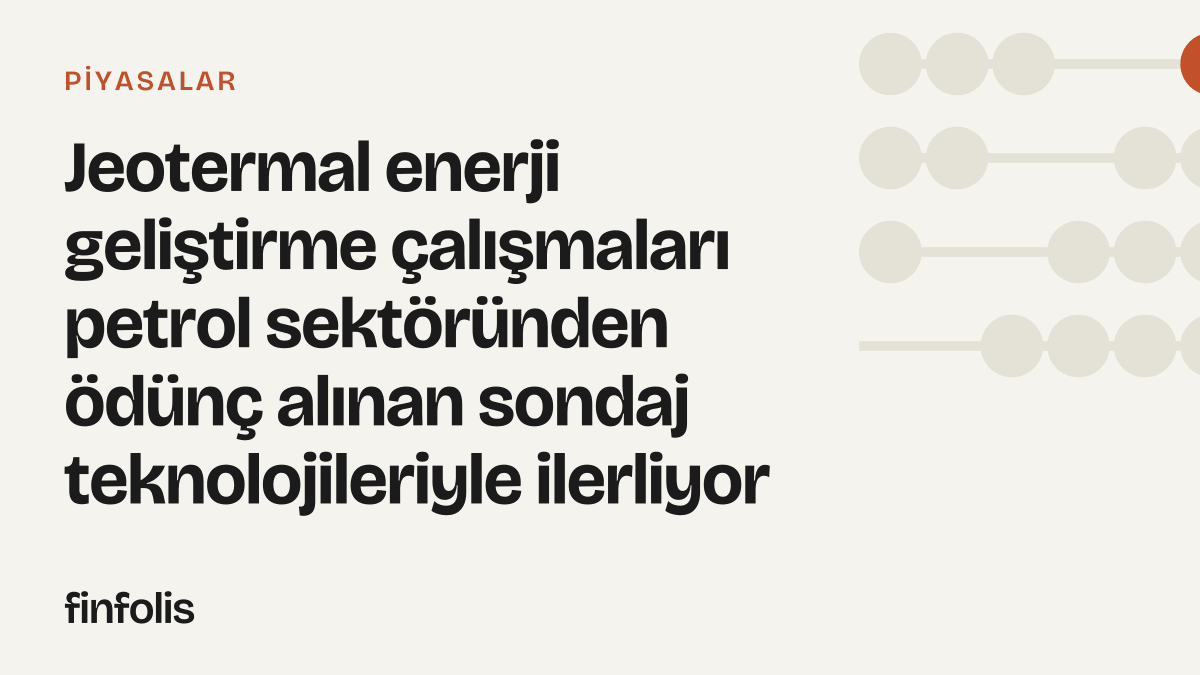 PİYASALAR
Jeotermal enerji
geliştirme çalışmaları
petrol sektöründen
ödünç alınan sondaj
teknolojileriyle ilerliyor
finfolis